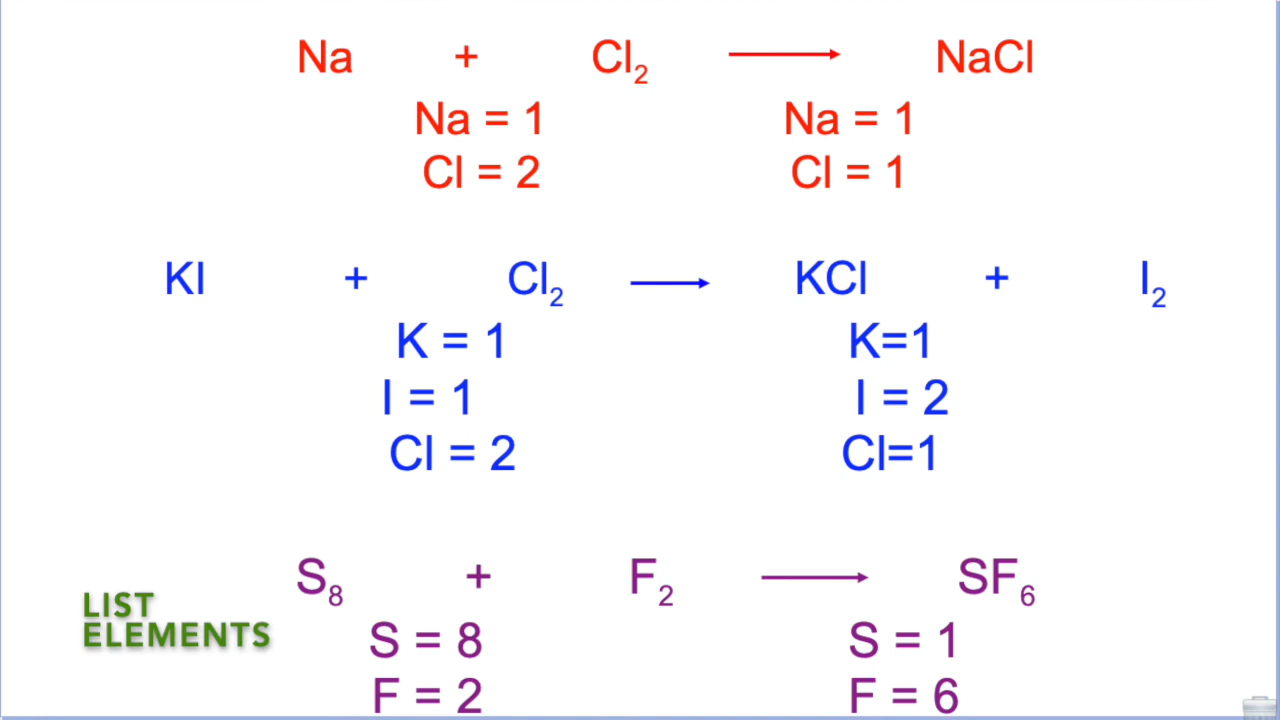 Na + Cl₂ → NaCl
Na = 1 Na = 1
Cl = 2 Cl = 1
KI + Cl₂ → KCl + I₂
K = 1 K=1
I = 1 I = 2
Cl = 2 Cl=1
S₈ + F₂ → SF₆
LIST
ELEMENTS
S = 8 S = 1
F = 2 F = 6